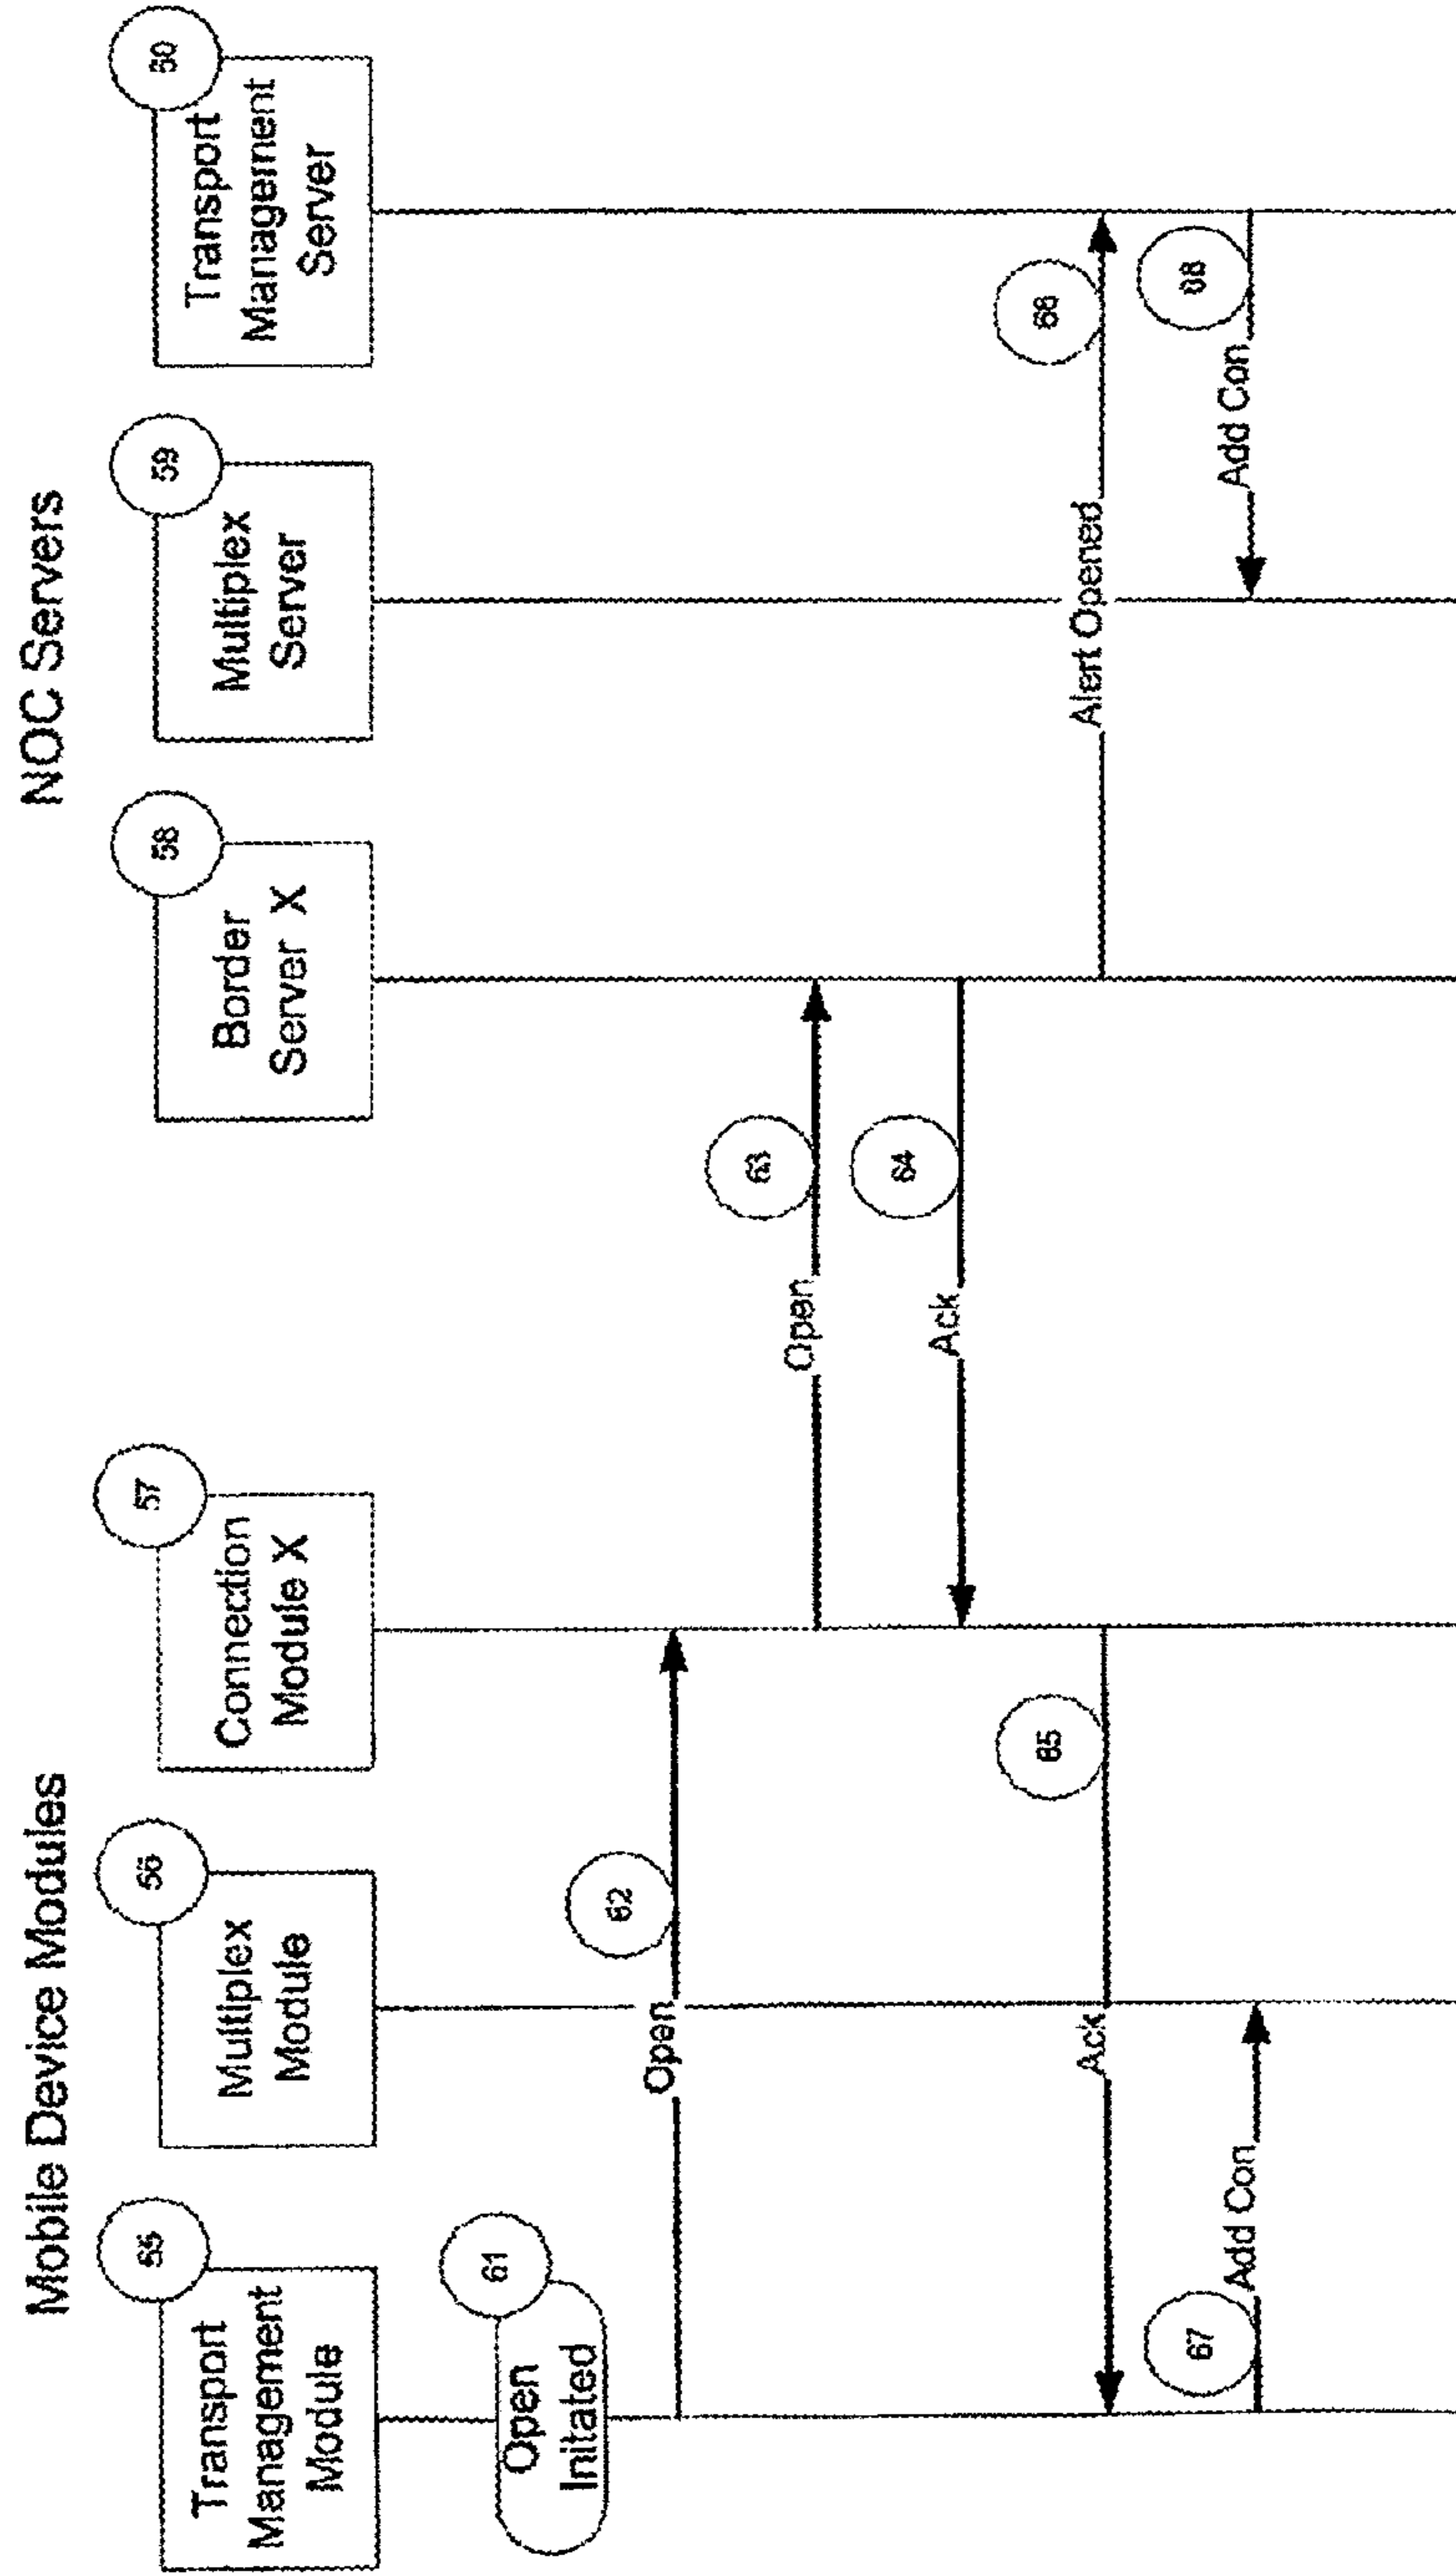 Mobile Device Modules
NOC Servers
55
Transport
Management
Module
56
Multiplex
Module
57
Connection
Module X
58
Border
Server X
59
Multiplex
Server
60
Transport
Management
Server
61
Open
Initated
62
Open
63
Open
64
Ack
65
Ack
66
Alert Opened
67
Add Con
68
Add Con